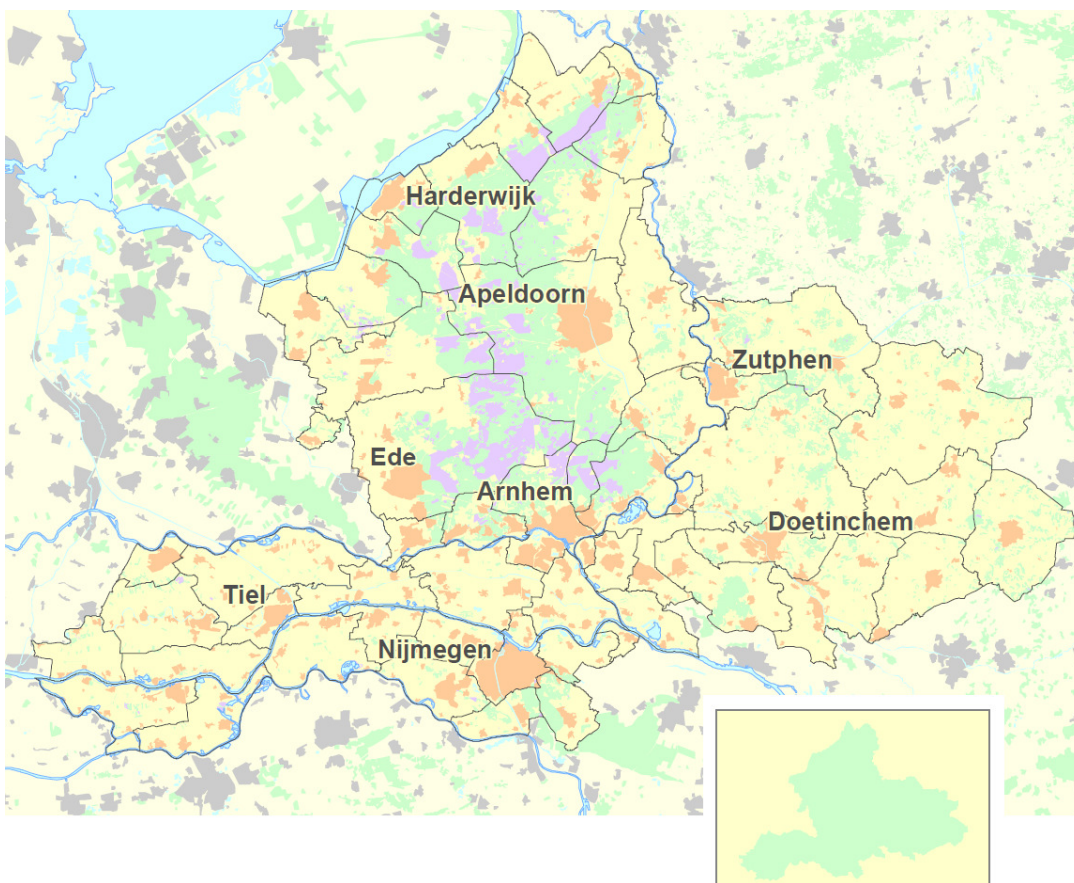 Harderwijk
Apeldoorn
Zutphen
Ede
Arnhem
Doetinchem
Tiel
Nijmegen